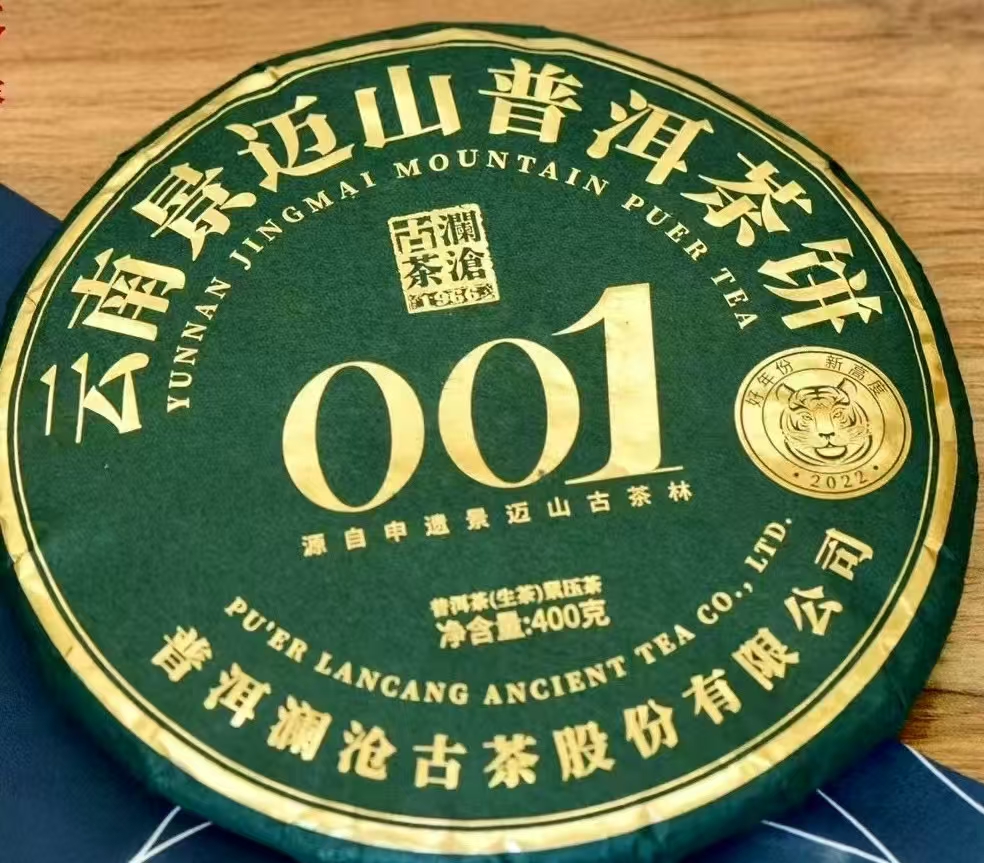 云南景迈山普洱茶饼
YUNNAN JINGMAI MOUNTAIN PUER TEA
澜沧
古茶
1966
001
好年份 新高度
·2022·
源自申遗景迈山古茶林
普洱茶(生茶)紧压茶
净含量:400克
PU'ER LANCANG ANCIENT TEA CO., LTD.
普洱澜沧古茶股份有限公司